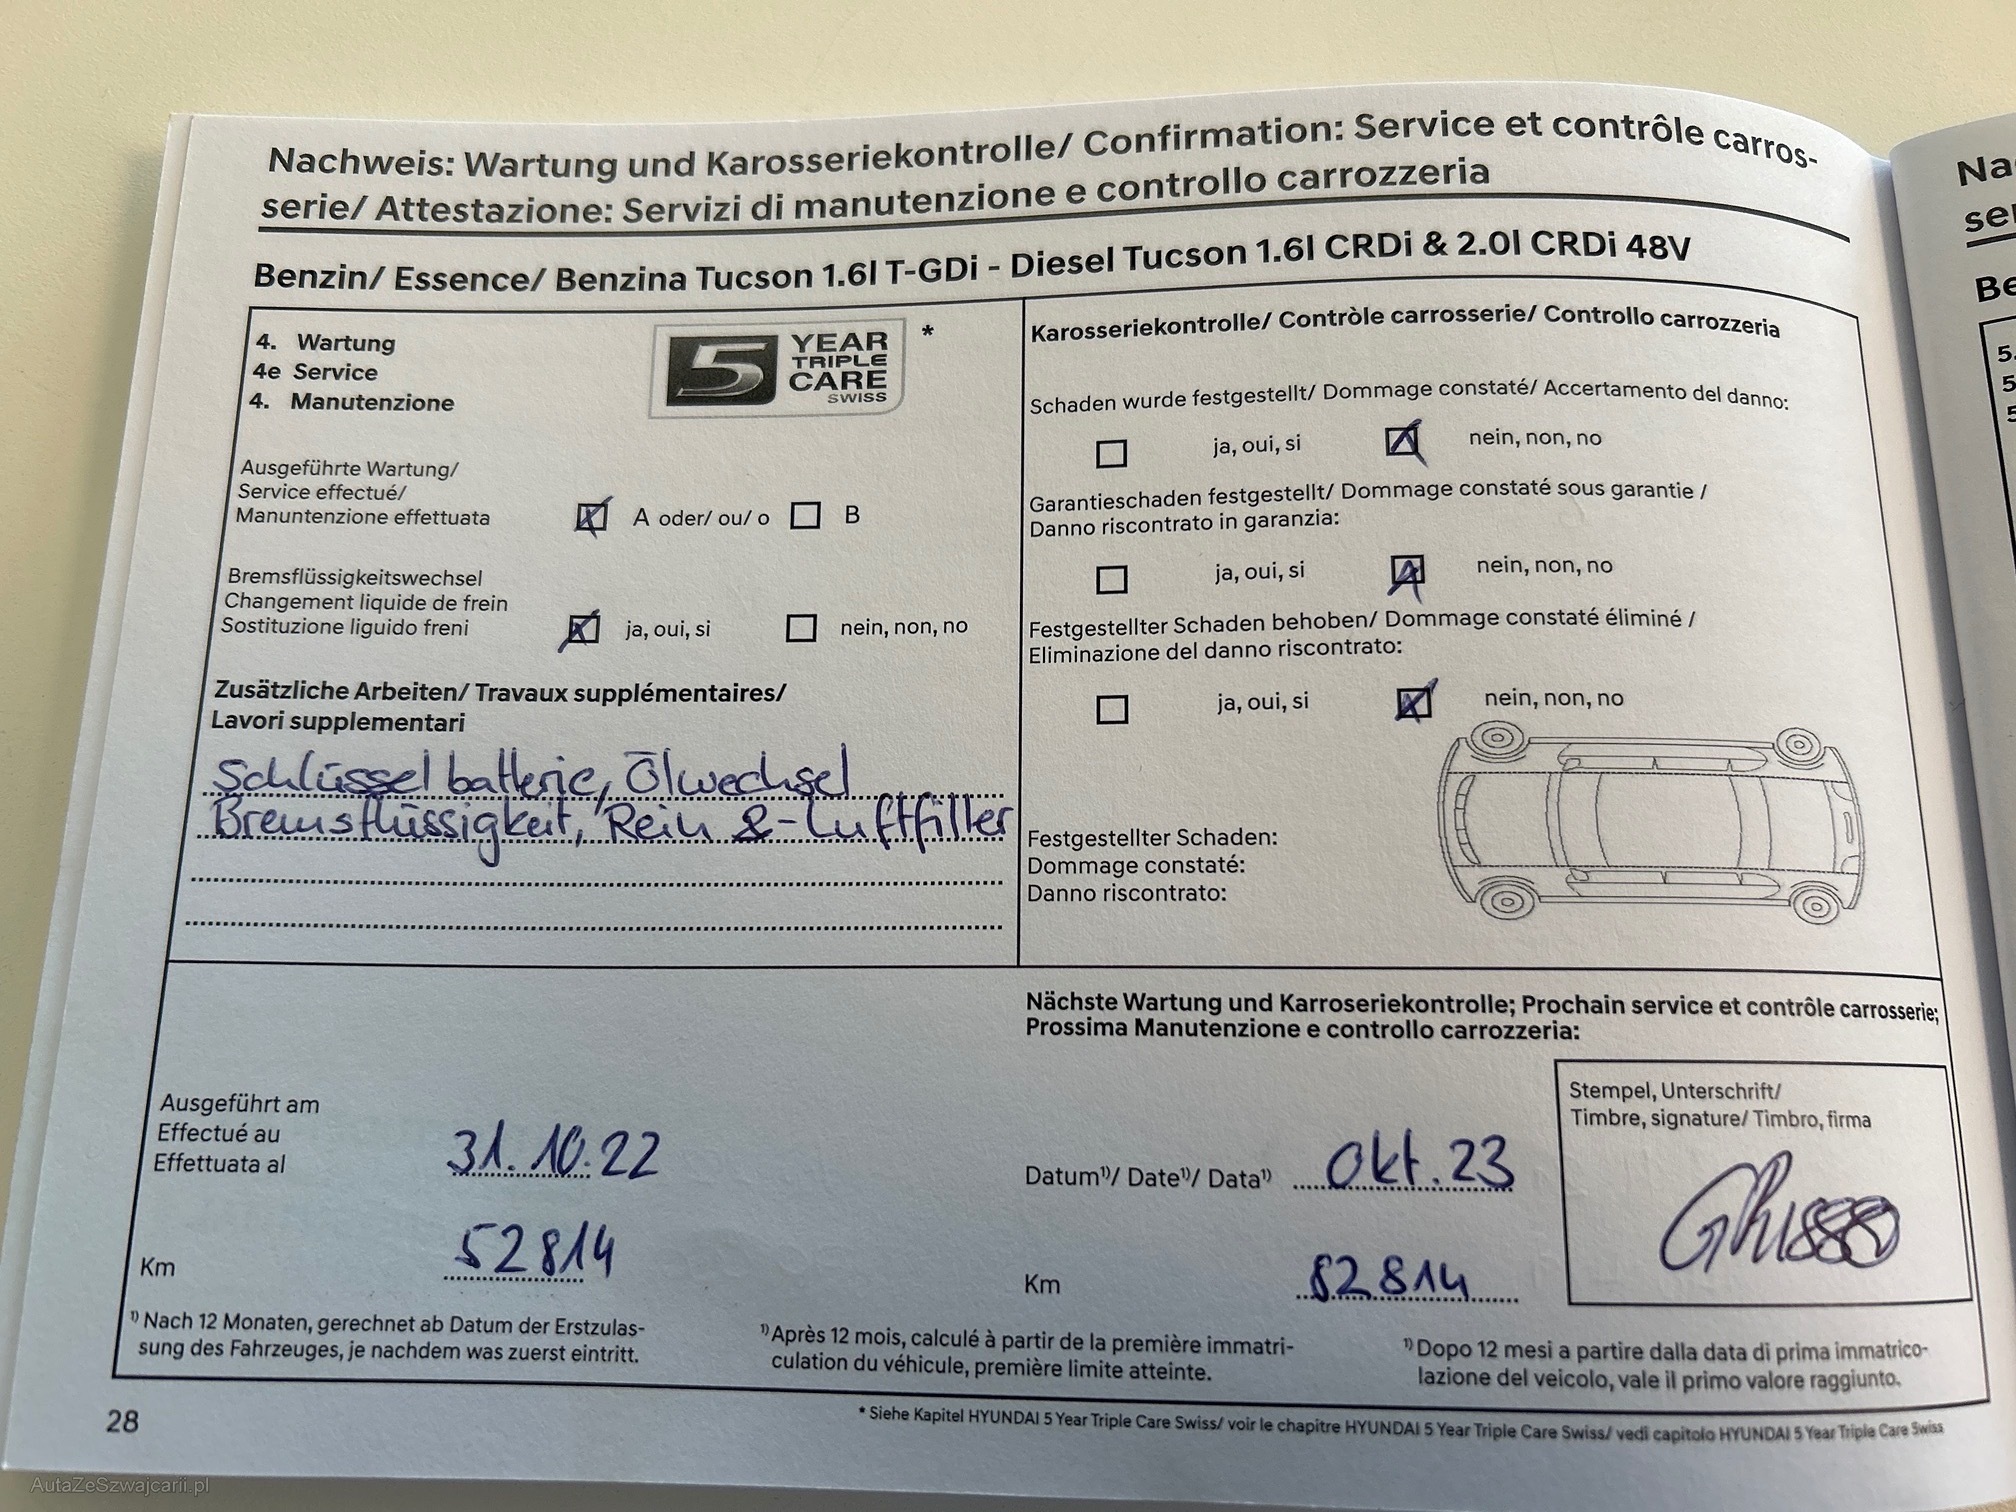 Nachweis: Wartung und Karosseriekontrolle/ Confirmation: Service et contrôle carros-
serie/ Attestazione: Servizi di manutenzione e controllo carrozzeria
Benzin/ Essence/ Benzina Tucson 1.6l T-GDi - Diesel Tucson 1.6l CRDi & 2.0l CRDi 48V
4. Wartung
4e Service
4. Manutenzione
5 YEAR
TRIPLE
CARE
SWISS
*
Ausgeführte Wartung/
Service effectué/
Manuntenzione effettuata
A oder/ ou/ o
B
Bremsflüssigkeitswechsel
Changement liquide de frein
Sostituzione liguido freni
ja, oui, si
nein, non, no
Zusätzliche Arbeiten/ Travaux supplémentaires/
Lavori supplementari
Schlüssel batterie, Ölwechsel
Bremsflüssigkeit, Rein &-Luftfilter
Karosseriekontrolle/ Contrôle carrosserie/ Controllo carrozzeria
Schaden wurde festgestellt/ Dommage constaté/ Accertamento del danno:
ja, oui, si
nein, non, no
Garantieschaden festgestellt/ Dommage constaté sous garantie /
Danno riscontrato in garanzia:
ja, oui, si
nein, non, no
Festgestellter Schaden behoben/ Dommage constaté éliminé /
Eliminazione del danno riscontrato:
ja, oui, si
nein, non, no
Festgestellter Schaden:
Dommage constaté:
Danno riscontrato:
Ausgeführt am
Effectué au
Effettuata al
31.10.22
Km
52814
Nächste Wartung und Karroseriekontrolle; Prochain service et contrôle carrosserie;
Prossima Manutenzione e controllo carrozzeria:
Datum¹⁾/ Date¹⁾/ Data¹⁾
Okt.23
Km
82814
Stempel, Unterschrift/
Timbre, signature/ Timbro, firma
¹⁾ Nach 12 Monaten, gerechnet ab Datum der Erstzulas-
sung des Fahrzeuges, je nachdem was zuerst eintritt.
¹⁾ Après 12 mois, calculé à partir de la première immatri-
culation du véhicule, première limite atteinte.
¹⁾ Dopo 12 mesi a partire dalla data di prima immatrico-
lazione del veicolo, vale il primo valore raggiunto.
28
* Siehe Kapitel HYUNDAI 5 Year Triple Care Swiss/ voir le chapitre HYUNDAI 5 Year Triple Care Swiss/ vedi capitolo HYUNDAI 5 Year Triple Care Swiss
Na
se
Be
5.
5
5
AutaZeSzwajcarii.pl